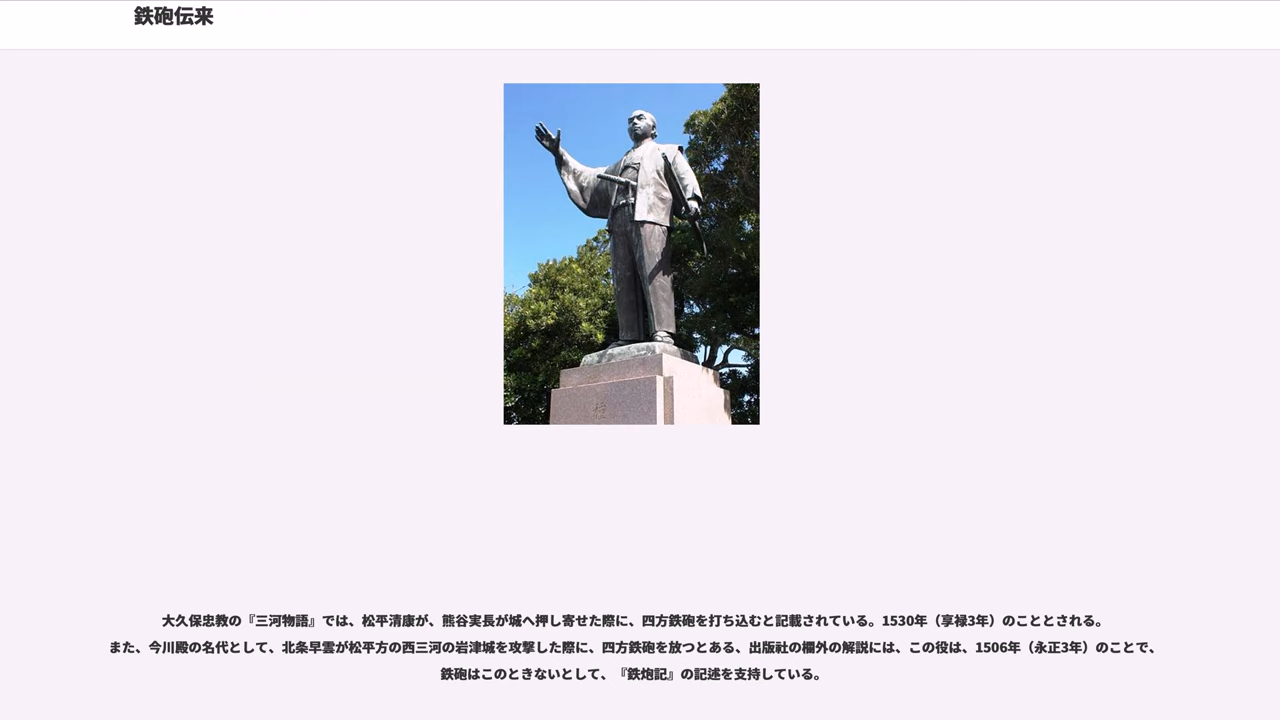 鉄砲伝来
大久保忠教の『三河物語』では、松平清康が、熊谷実長が城へ押し寄せた際に、四方鉄砲を打ち込むと記載されている。1530年（享禄3年）のこととされる。
また、今川殿の名代として、北条早雲が松平方の西三河の岩津城を攻撃した際に、四方鉄砲を放つとある、出版社の欄外の解説には、この役は、1506年（永正3年）のことで、
鉄砲はこのときないとして、『鉄炮記』の記述を支持している。